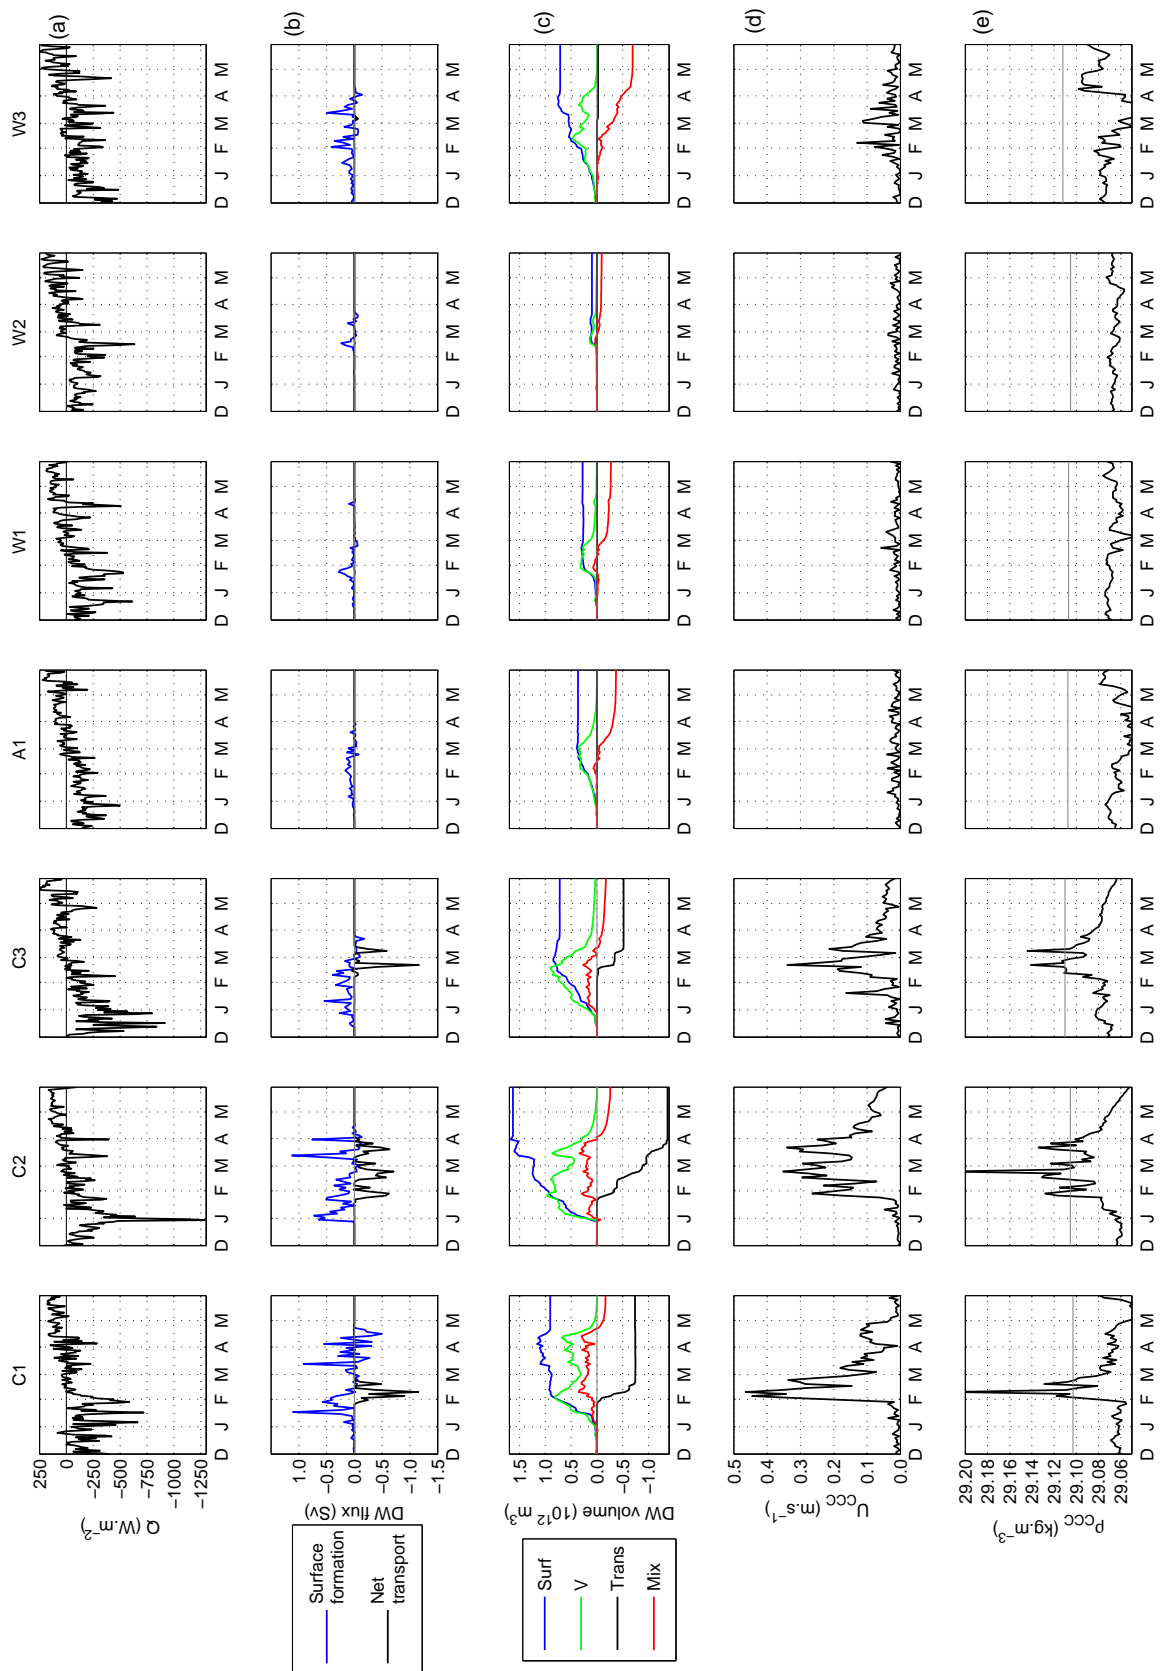 C1 C2 C3 A1 W1 W2 W3
(a)
250
0
−250
−500
−750
−1000
−1250
Q (W.m⁻²)
D J F M A M D J F M A M D J F M A M D J F M A M D J F M A M D J F M A M D J F M A M
(b)
Surface formation
Net transport
1.0
0.5
0.0
−0.5
−1.0
−1.5
DW flux (Sv)
D J F M A M D J F M A M D J F M A M D J F M A M D J F M A M D J F M A M D J F M A M
(c)
Surf
V
Trans
Mix
1.5
1.0
0.5
0.0
−0.5
−1.0
DW volume (10¹² m³)
D J F M A M D J F M A M D J F M A M D J F M A M D J F M A M D J F M A M D J F M A M
(d)
0.5
0.4
0.3
0.2
0.1
0.0
U_CCC (m.s⁻¹)
D J F M A M D J F M A M D J F M A M D J F M A M D J F M A M D J F M A M D J F M A M
(e)
29.20
29.18
29.16
29.14
29.12
29.10
29.08
29.06
ρ_CCC (kg.m⁻³)
D J F M A M D J F M A M D J F M A M D J F M A M D J F M A M D J F M A M D J F M A M